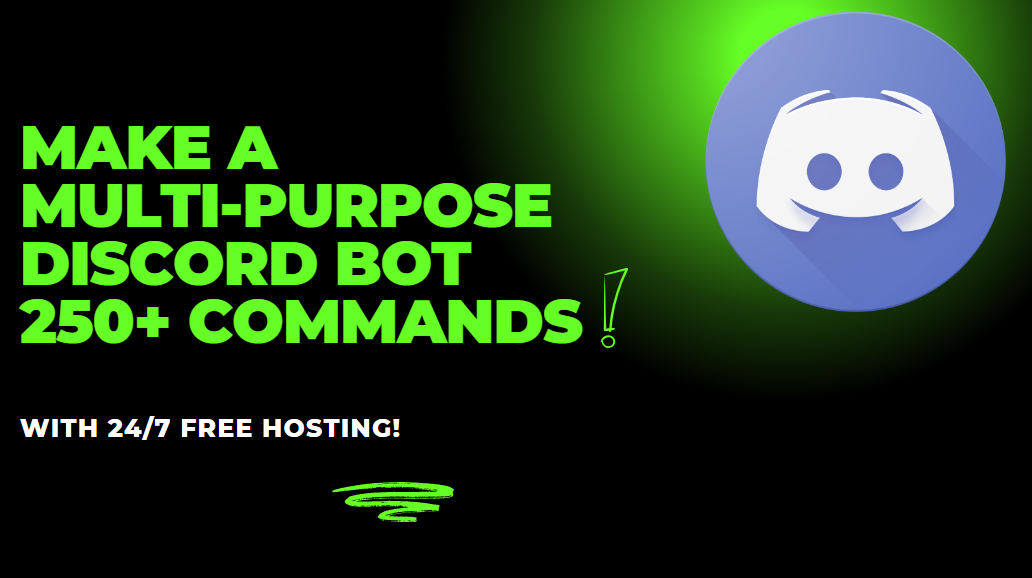 MAKE A
MULTI-PURPOSE
DISCORD BOT
250+ COMMANDS!
WITH 24/7 FREE HOSTING!